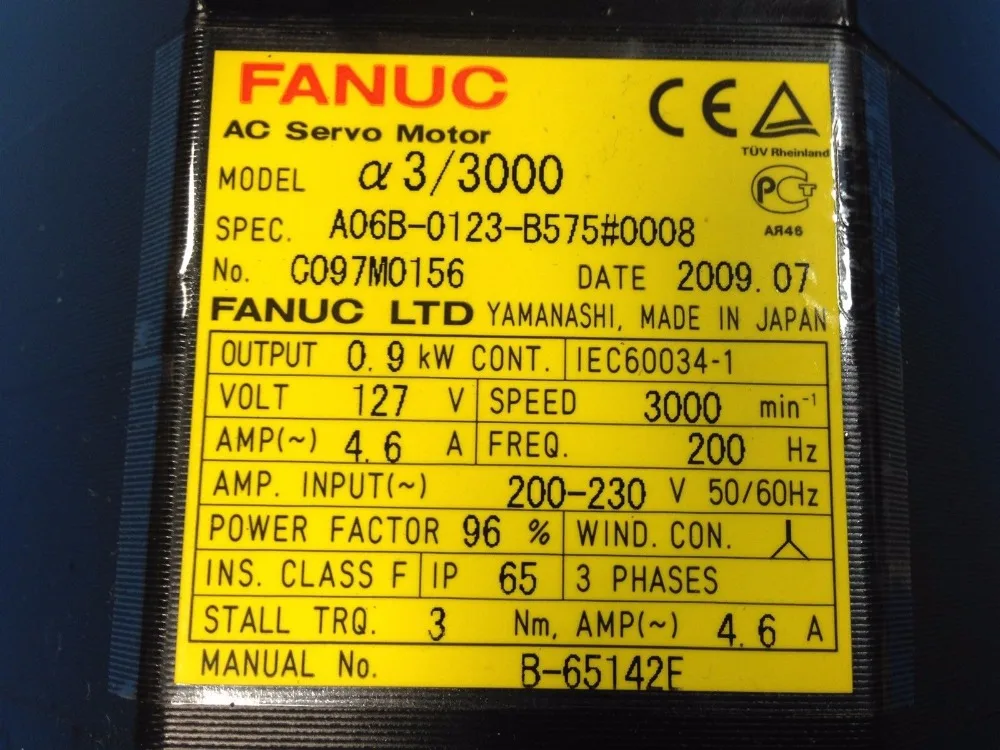 FANUC
CE
TÜV Rheinland
AC Servo Motor
MODEL α3/3000
РСТ
АЯ46
SPEC. A06B-0123-B575#0008
No. C097M0156 DATE 2009.07
FANUC LTD YAMANASHI, MADE IN JAPAN
OUTPUT 0.9 kW CONT. IEC60034-1
VOLT 127 V SPEED 3000 min⁻¹
AMP(~) 4.6 A FREQ. 200 Hz
AMP. INPUT(~) 200-230 V 50/60Hz
POWER FACTOR 96 % WIND. CON.
INS. CLASS F IP 65 3 PHASES
STALL TRQ. 3 Nm, AMP(~) 4.6 A
MANUAL No. B-65142E